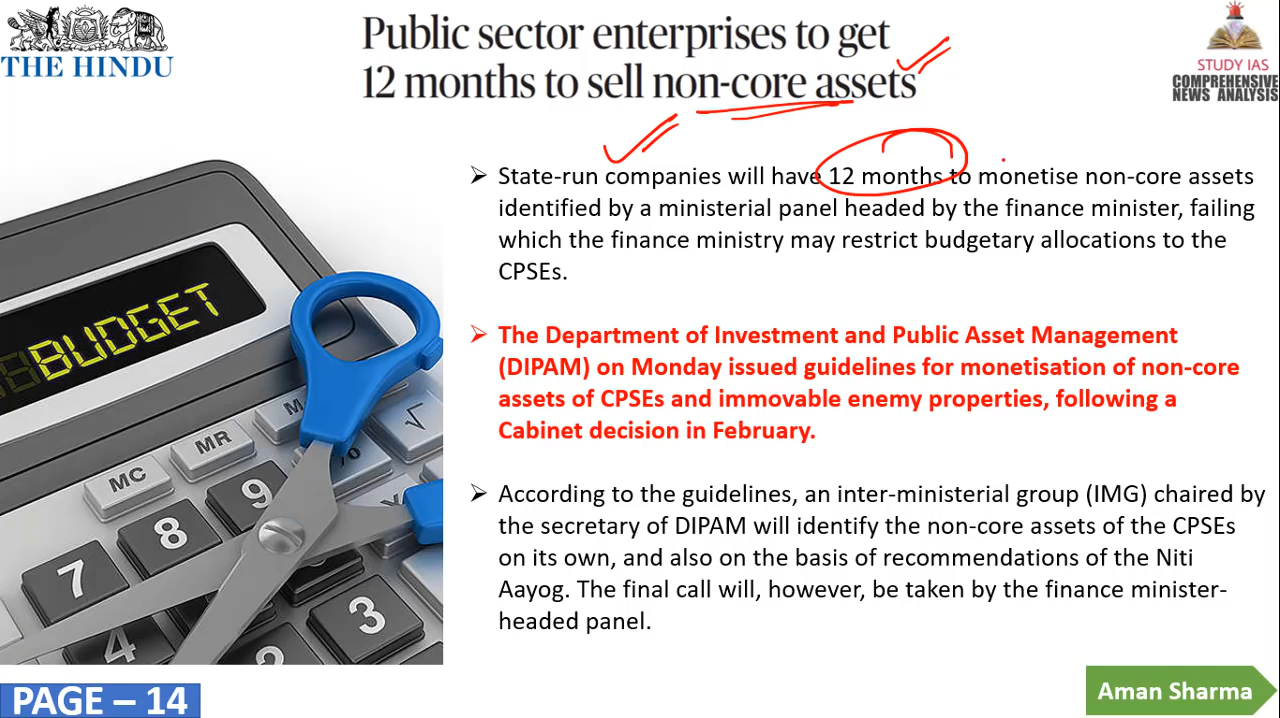 THE HINDU
Public sector enterprises to get
12 months to sell non-core assets
STUDY IAS
COMPREHENSIVE
NEWS ANALYSIS
➢ State-run companies will have 12 months to monetise non-core assets
identified by a ministerial panel headed by the finance minister, failing
which the finance ministry may restrict budgetary allocations to the
CPSEs.
➢ The Department of Investment and Public Asset Management
(DIPAM) on Monday issued guidelines for monetisation of non-core
assets of CPSEs and immovable enemy properties, following a
Cabinet decision in February.
➢ According to the guidelines, an inter-ministerial group (IMG) chaired by
the secretary of DIPAM will identify the non-core assets of the CPSEs
on its own, and also on the basis of recommendations of the Niti
Aayog. The final call will, however, be taken by the finance minister-
headed panel.
BUDGET
MR
√
MC
9
8
7
3
4
2
PAGE – 14
Aman Sharma